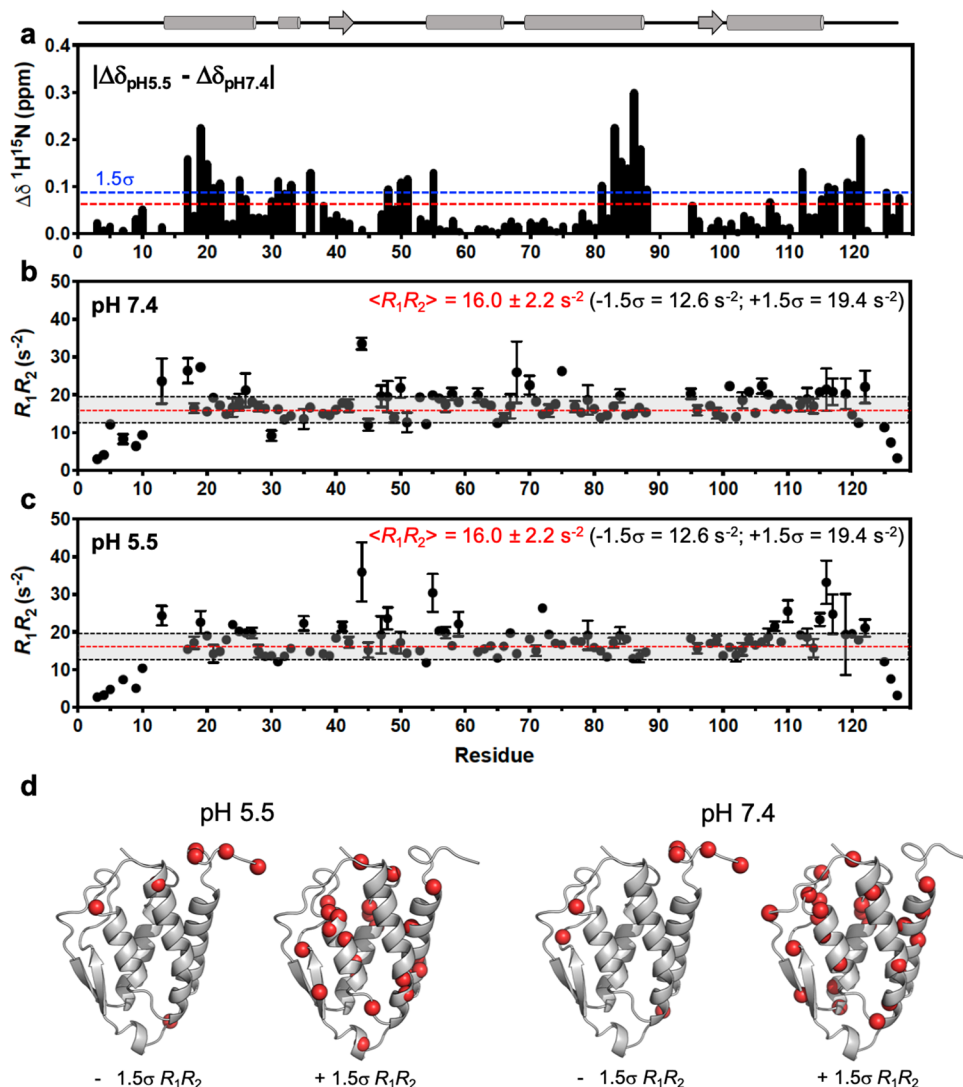 a
|ΔδpH5.5 - ΔδpH7.4|
Δδ ¹H¹⁵N (ppm)
0.4
0.3
0.2
0.1
0.0
1.5σ
0 10 20 30 40 50 60 70 80 90 100 110 120
b
pH 7.4
<R₁R₂> = 16.0 ± 2.2 s⁻² (-1.5σ = 12.6 s⁻²; +1.5σ = 19.4 s⁻²)
R₁R₂ (s⁻²)
50
40
30
20
10
0
0 10 20 30 40 50 60 70 80 90 100 110 120
c
pH 5.5
<R₁R₂> = 16.0 ± 2.2 s⁻² (-1.5σ = 12.6 s⁻²; +1.5σ = 19.4 s⁻²)
R₁R₂ (s⁻²)
50
40
30
20
10
0
0 10 20 30 40 50 60 70 80 90 100 110 120
Residue
d
pH 5.5 pH 7.4
- 1.5σ R₁R₂ + 1.5σ R₁R₂ - 1.5σ R₁R₂ + 1.5σ R₁R₂